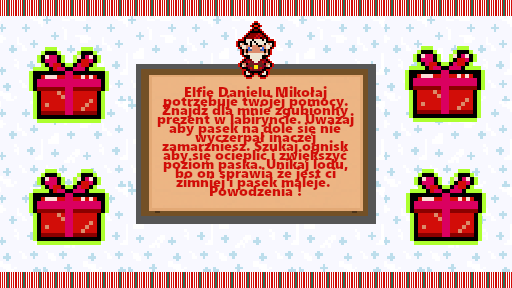 Elfie Danielu Mikołaj
potrzebuje twojej pomocy.
Znajdź dla mnie zgubiony
prezent w labiryncie. Uważaj
aby pasek na dole się nie
wyczerpał inaczej
zamarzniesz. Szukaj ognisk
aby się ocieplić i zwiększyć
poziom paska. Unikaj lodu,
bo on sprawia że jest ci
zimniej i pasek maleje.
Powodzenia !